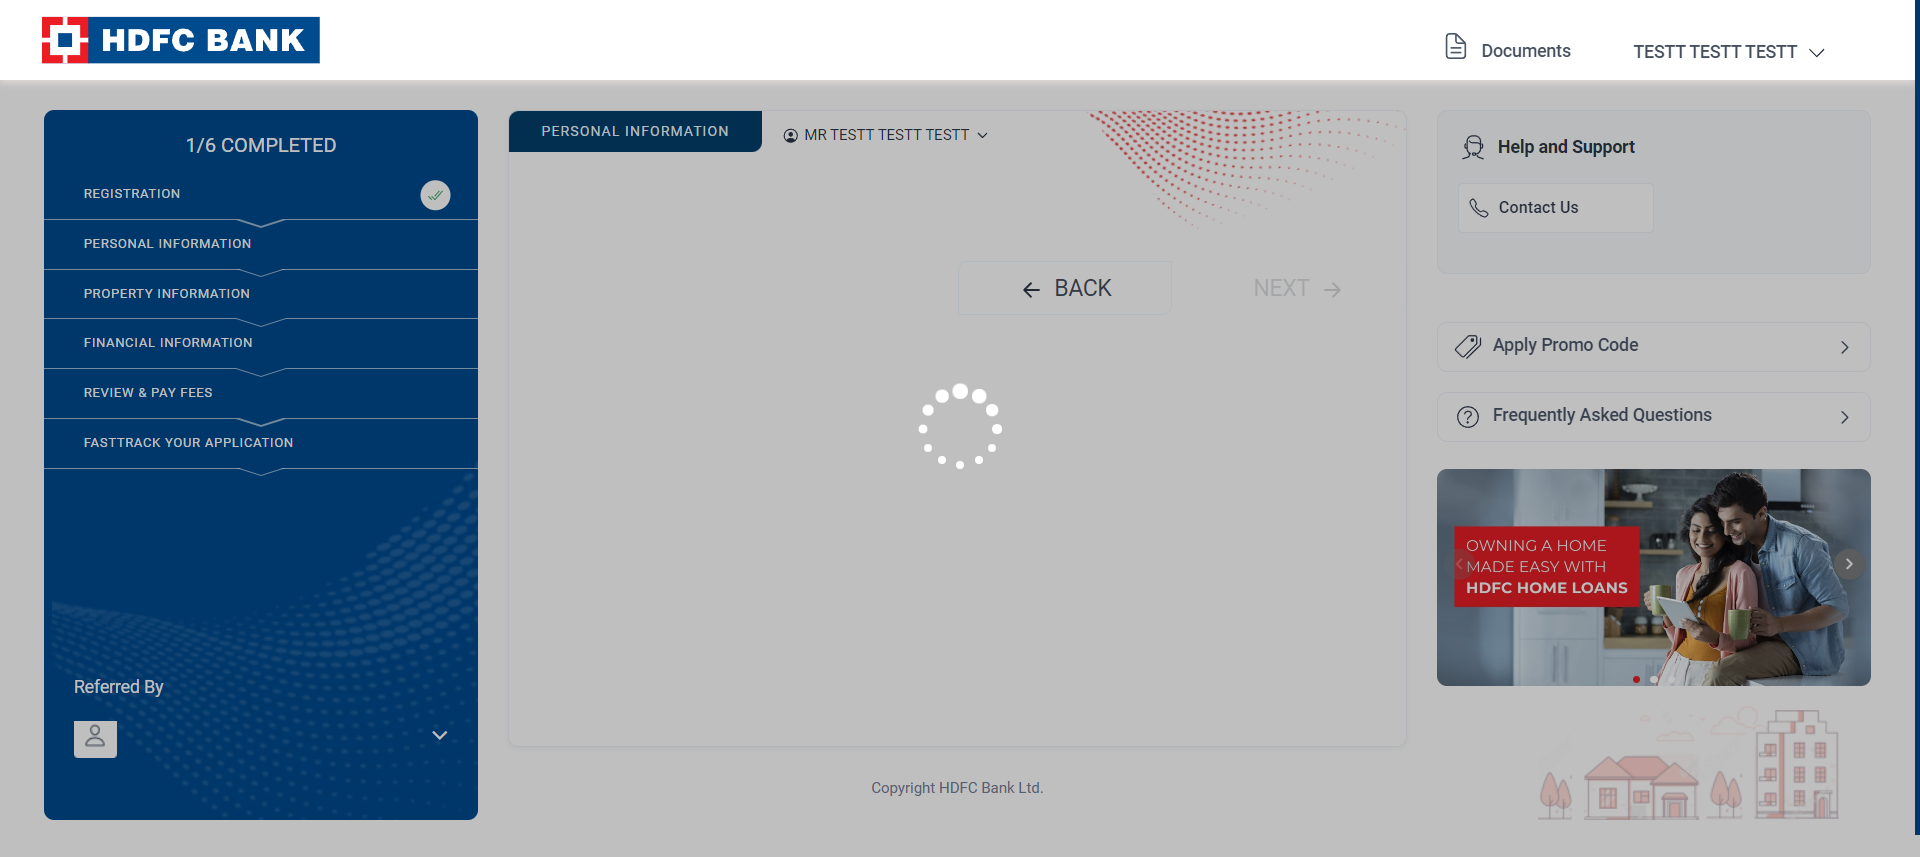 HDFC BANK
Documents
TESTT TESTT TESTT
1/6 COMPLETED
REGISTRATION
PERSONAL INFORMATION
PROPERTY INFORMATION
FINANCIAL INFORMATION
REVIEW & PAY FEES
FASTTRACK YOUR APPLICATION
Referred By
PERSONAL INFORMATION
MR TESTT TESTT TESTT
BACK
NEXT
Copyright HDFC Bank Ltd.
Help and Support
Contact Us
Apply Promo Code
Frequently Asked Questions
OWNING A HOME
MADE EASY WITH
HDFC HOME LOANS